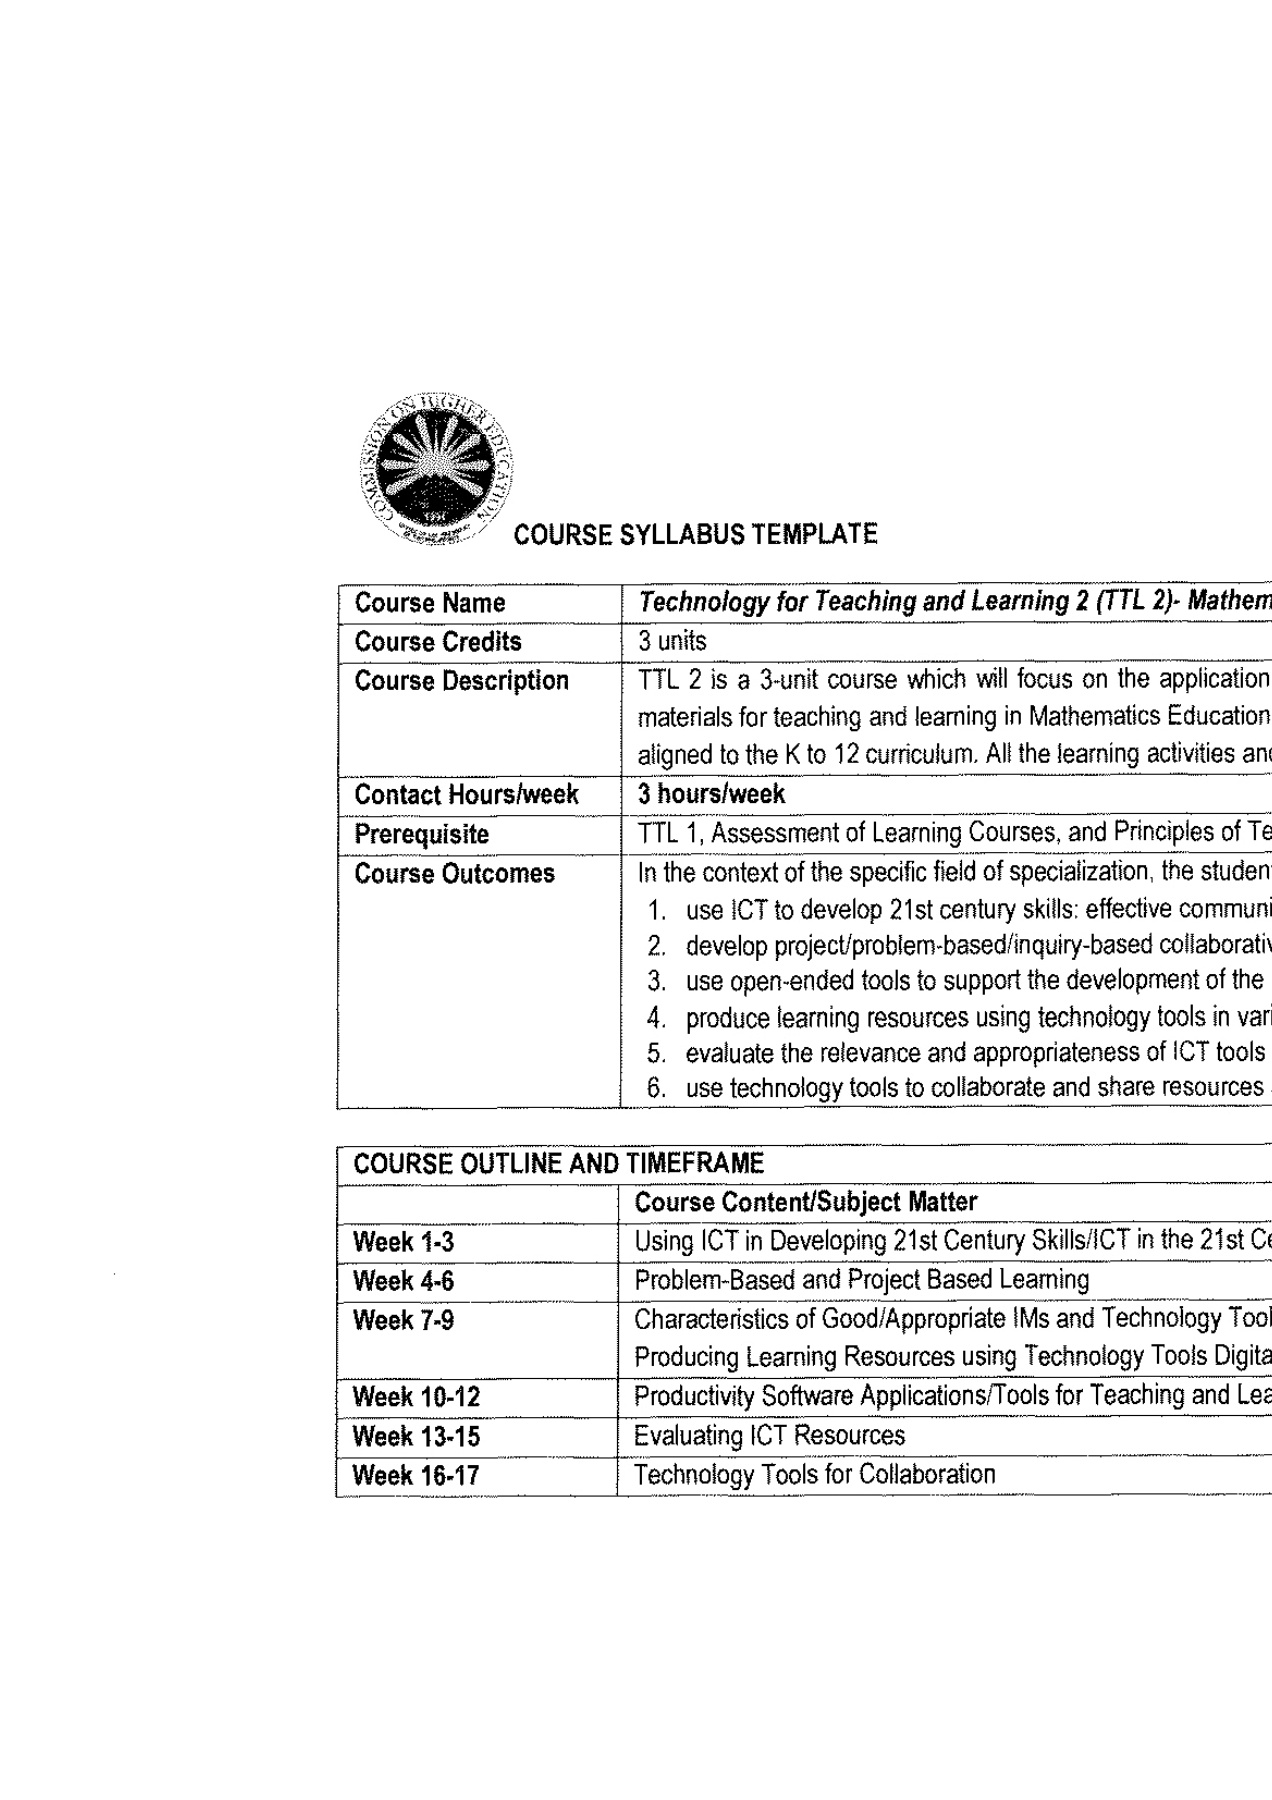 COMMISSION ON HIGHER EDUCATION
COURSE SYLLABUS TEMPLATE
Course Name Technology for Teaching and Learning 2 (TTL 2)- Mathem
Course Credits 3 units
Course Description TTL 2 is a 3-unit course which will focus on the application
materials for teaching and learning in Mathematics Education
aligned to the K to 12 curriculum. All the learning activities an
Contact Hours/week 3 hours/week
Prerequisite TTL 1, Assessment of Learning Courses, and Principles of Te
Course Outcomes In the context of the specific field of specialization, the studen
1. use ICT to develop 21st century skills: effective communi
2. develop project/problem-based/inquiry-based collaborativ
3. use open-ended tools to support the development of the
4. produce learning resources using technology tools in vari
5. evaluate the relevance and appropriateness of ICT tools
6. use technology tools to collaborate and share resources
COURSE OUTLINE AND TIMEFRAME
Course Content/Subject Matter
Week 1-3 Using ICT in Developing 21st Century Skills/ICT in the 21st Ce
Week 4-6 Problem-Based and Project Based Learning
Week 7-9 Characteristics of Good/Appropriate IMs and Technology Tool
Producing Learning Resources using Technology Tools Digita
Week 10-12 Productivity Software Applications/Tools for Teaching and Lea
Week 13-15 Evaluating ICT Resources
Week 16-17 Technology Tools for Collaboration